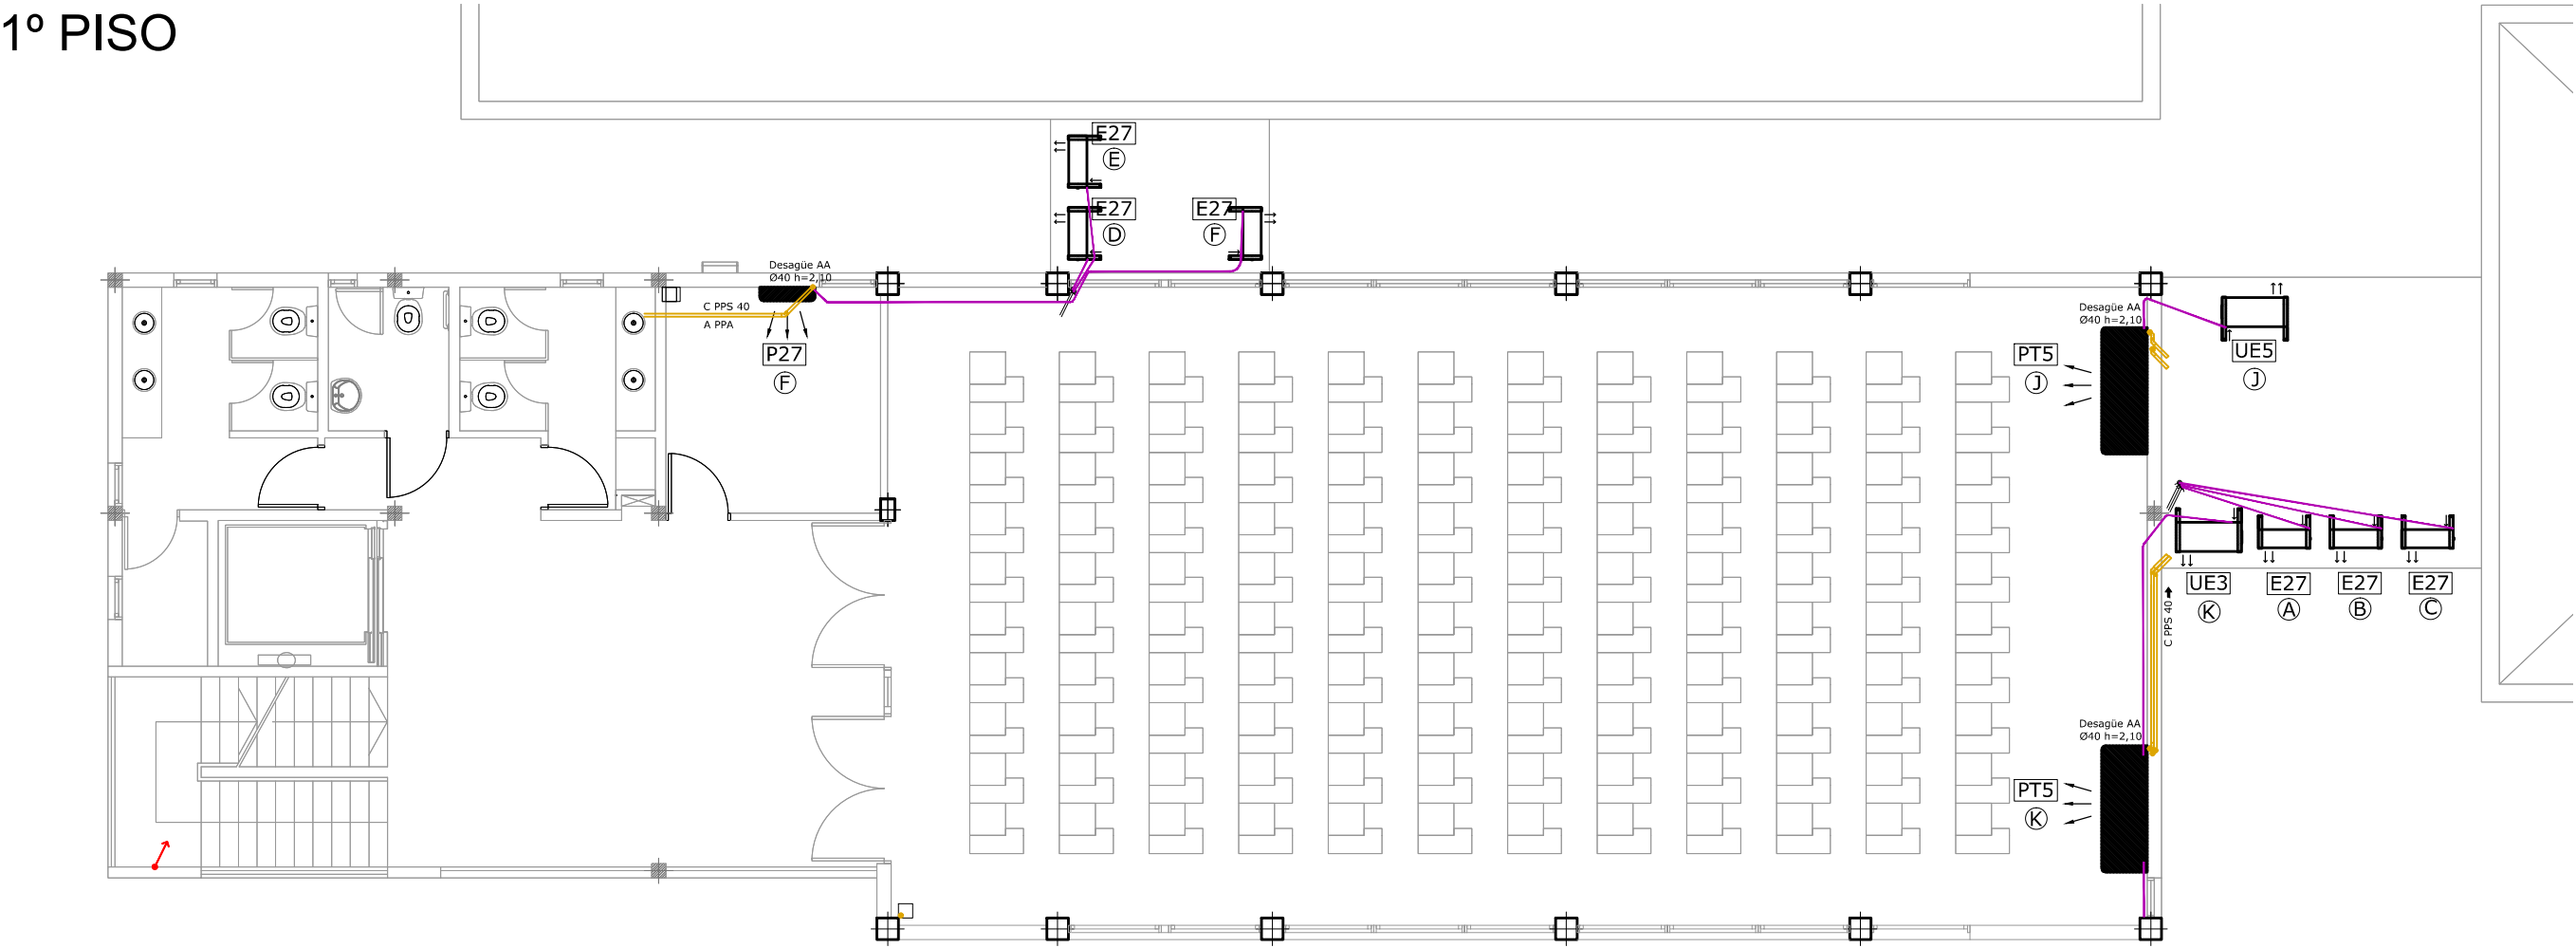 1º PISO
E27
E
E27
D
E27
F
Desagüe AA
Ø40 h=2,10
C PPS 40
A PPA
P27
F
Desagüe AA
Ø40 h=2,10
PT5
J
UE5
J
UE3
K
E27
A
E27
B
E27
C
C PPS 40
Desagüe AA
Ø40 h=2,10
PT5
K